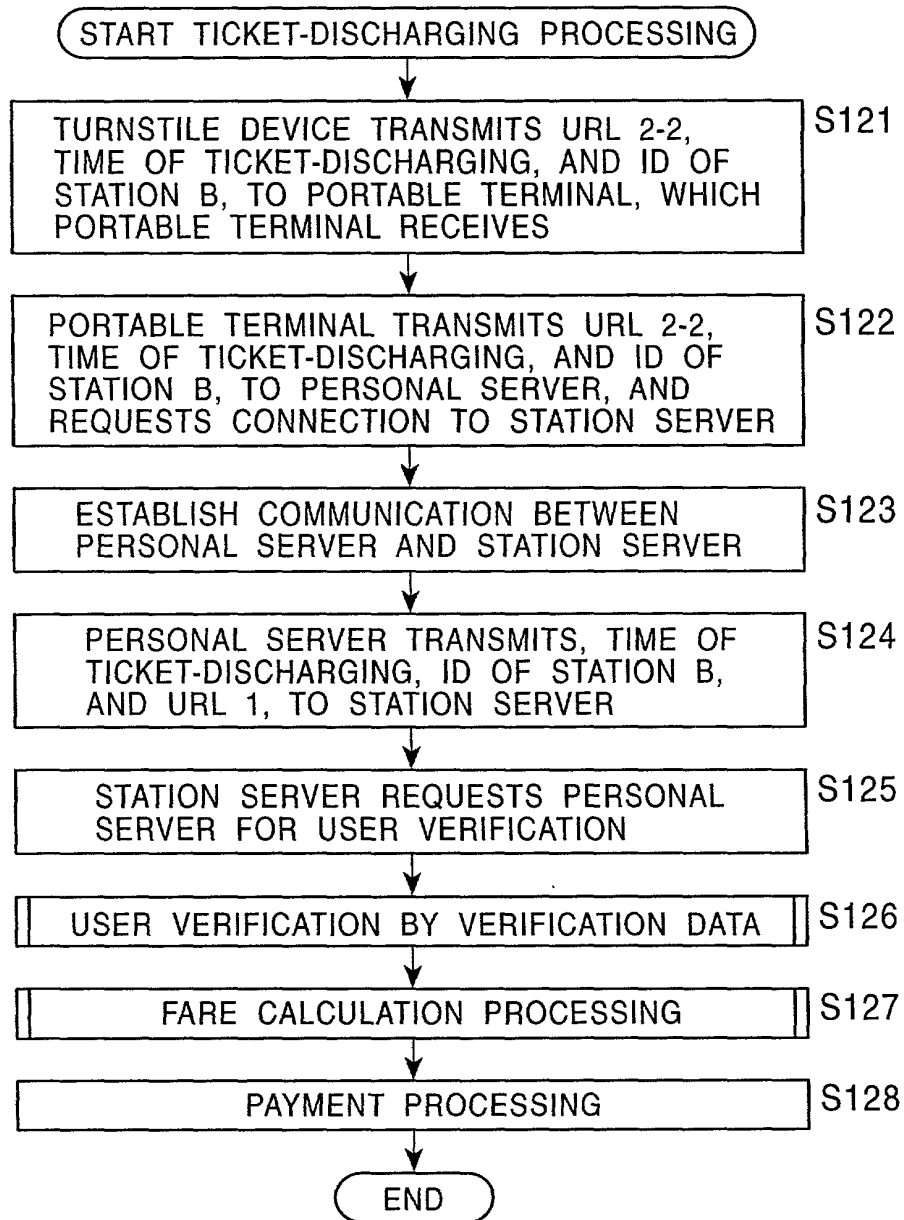 START TICKET-DISCHARGING PROCESSING
TURNSTILE DEVICE TRANSMITS URL 2-2,
TIME OF TICKET-DISCHARGING, AND ID OF
STATION B, TO PORTABLE TERMINAL, WHICH
PORTABLE TERMINAL RECEIVES
S121
PORTABLE TERMINAL TRANSMITS URL 2-2,
TIME OF TICKET-DISCHARGING, AND ID OF
STATION B, TO PERSONAL SERVER, AND
REQUESTS CONNECTION TO STATION SERVER
S122
ESTABLISH COMMUNICATION BETWEEN
PERSONAL SERVER AND STATION SERVER
S123
PERSONAL SERVER TRANSMITS, TIME OF
TICKET-DISCHARGING, ID OF STATION B,
AND URL 1, TO STATION SERVER
S124
STATION SERVER REQUESTS PERSONAL
SERVER FOR USER VERIFICATION
S125
USER VERIFICATION BY VERIFICATION DATA
S126
FARE CALCULATION PROCESSING
S127
PAYMENT PROCESSING
S128
END